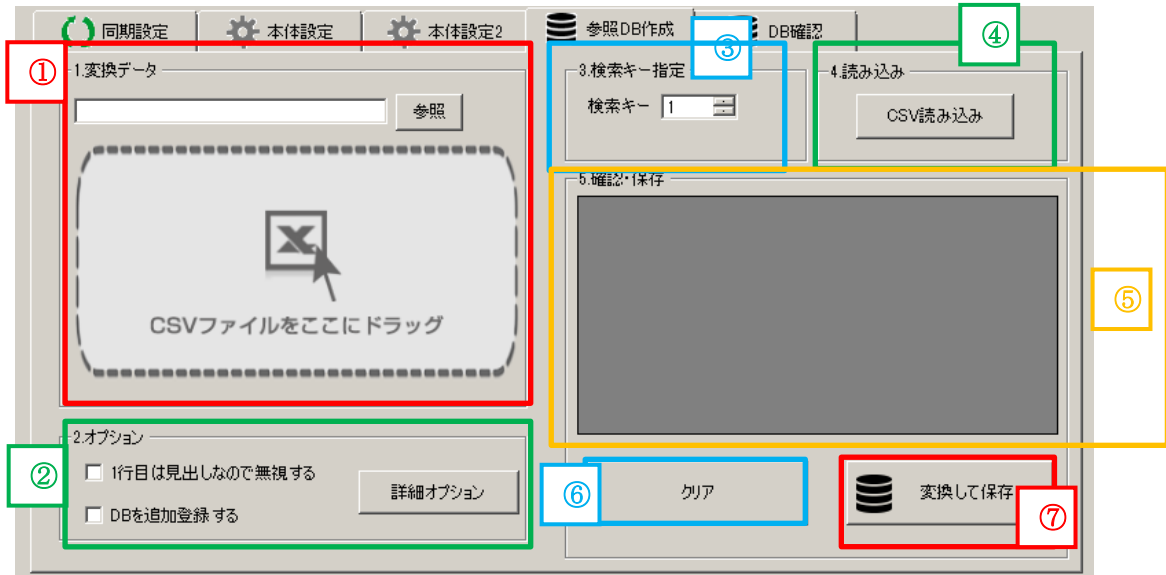 同期設定 本体設定 本体設定2 参照DB作成 DB確認
① ③ ④
1.変換データ
参照
CSVファイルをここにドラッグ
3.検索キー指定
検索キー 1
4.読み込み
CSV読み込み
5.確認・保存
⑤
②
2.オプション
1行目は見出しなので無視する
DBを追加登録する
詳細オプション
⑥ クリア
変換して保存 ⑦